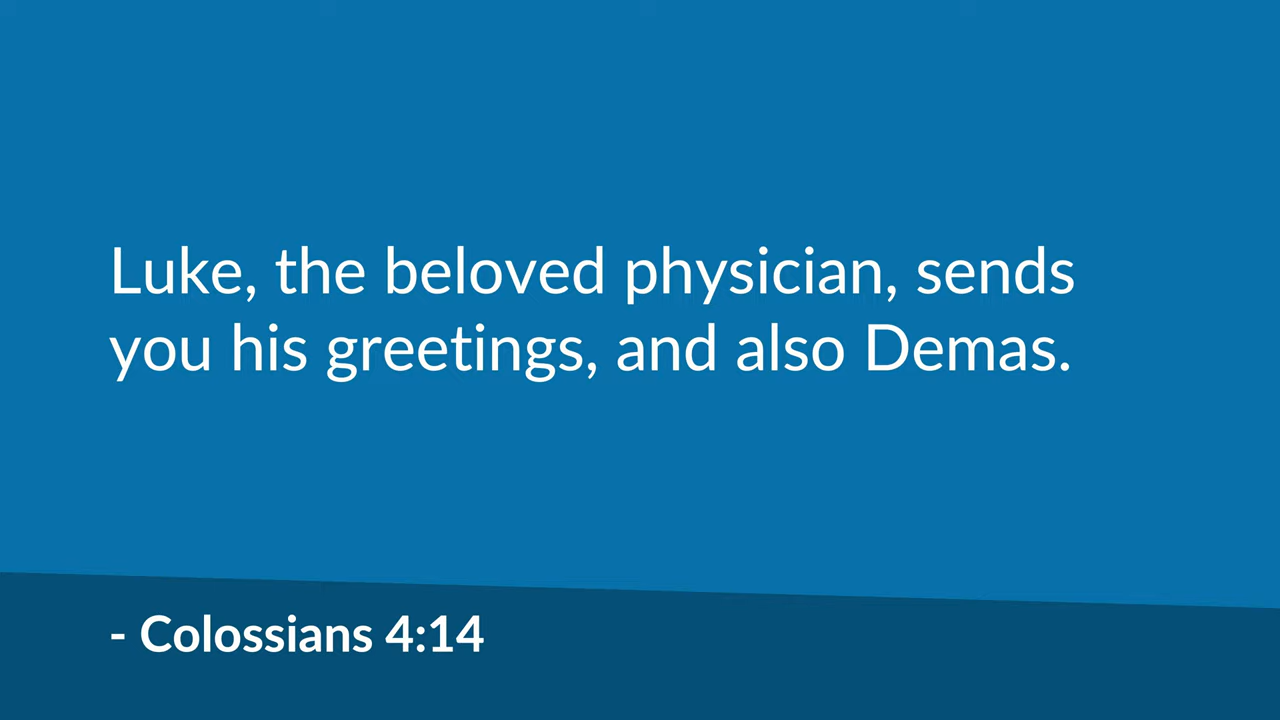 Luke, the beloved physician, sends
you his greetings, and also Demas.
- Colossians 4:14